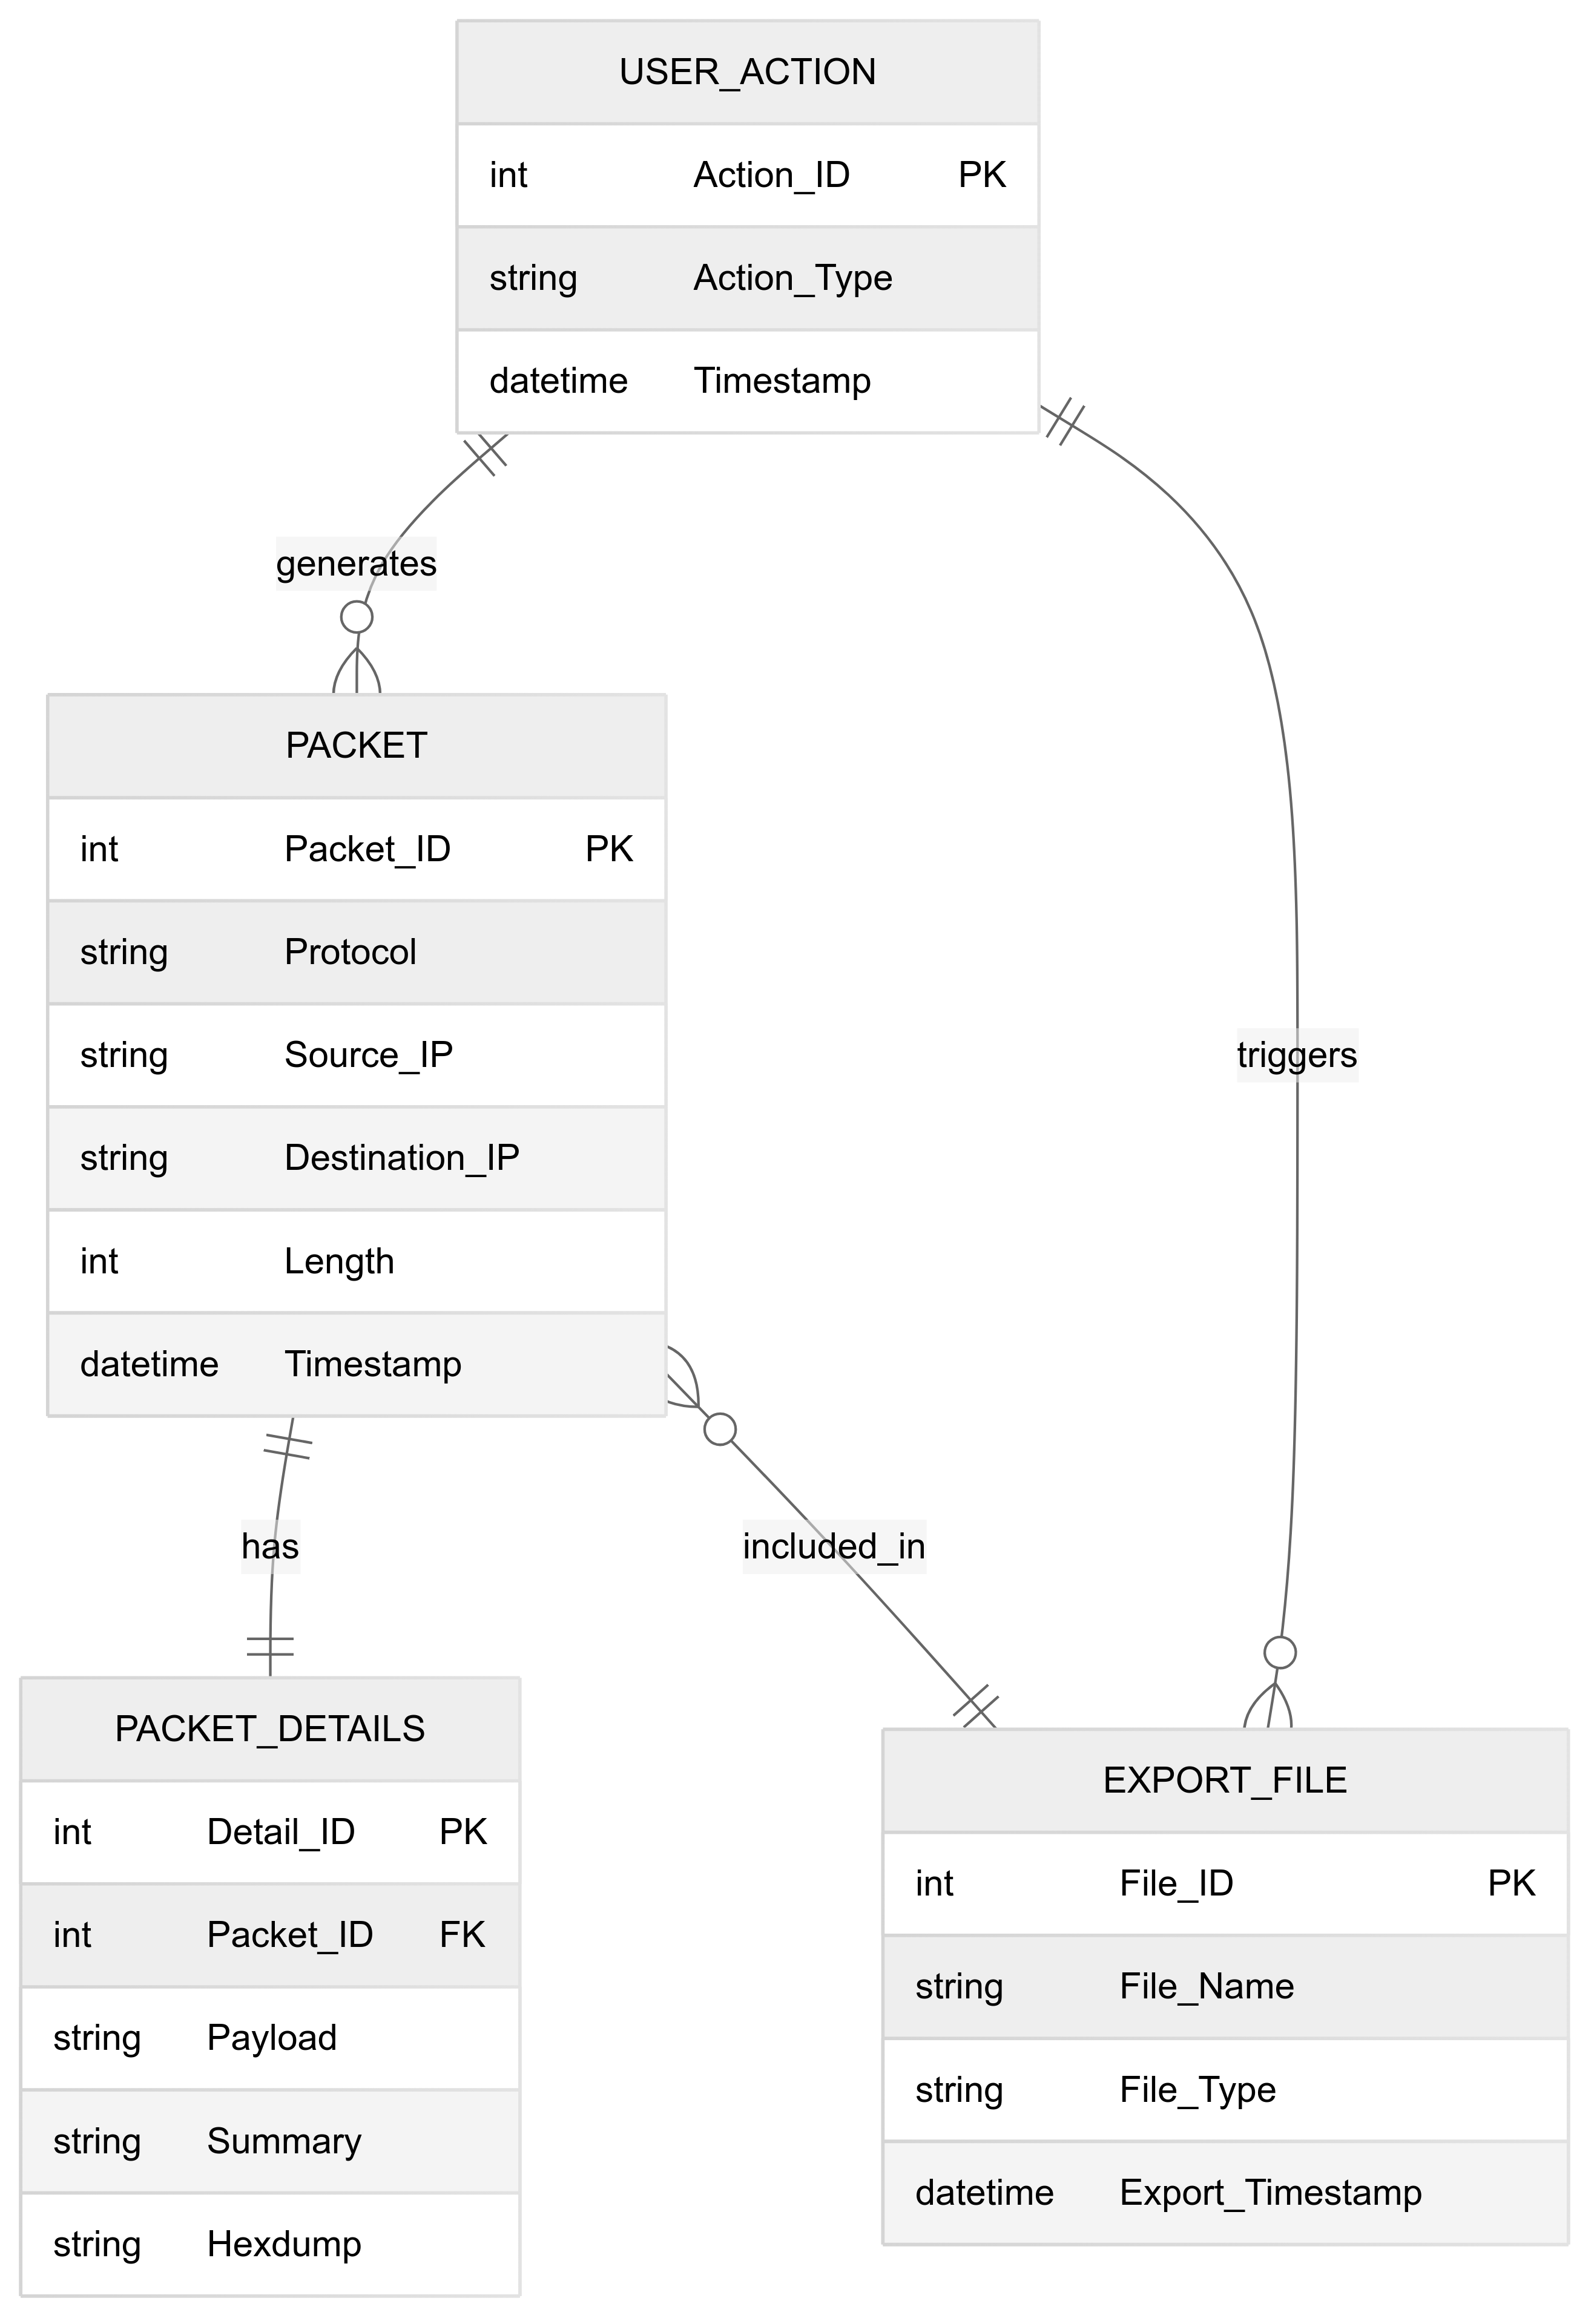 USER_ACTION
int Action_ID PK
string Action_Type
datetime Timestamp
generates
PACKET
int Packet_ID PK
string Protocol
string Source_IP
triggers
string Destination_IP
int Length
datetime Timestamp
has
included_in
PACKET_DETAILS
int Detail_ID PK
int Packet_ID FK
string Payload
string Summary
string Hexdump
EXPORT_FILE
int File_ID PK
string File_Name
string File_Type
datetime Export_Timestamp